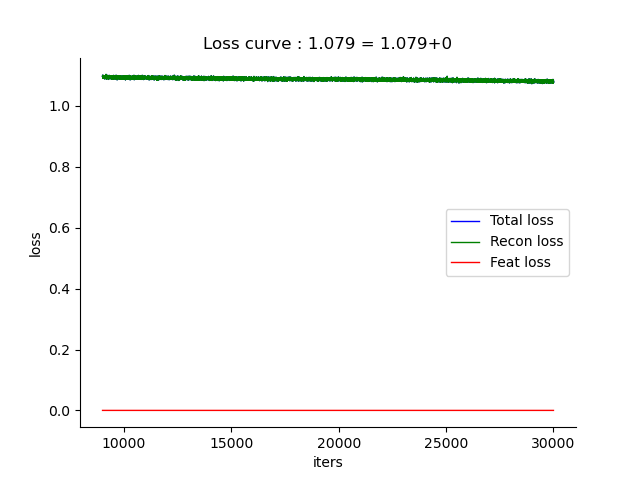 Loss curve : 1.079 = 1.079+0
1.0
0.8
0.6
0.4
0.2
0.0
loss
Total loss
Recon loss
Feat loss
10000 15000 20000 25000 30000
iters